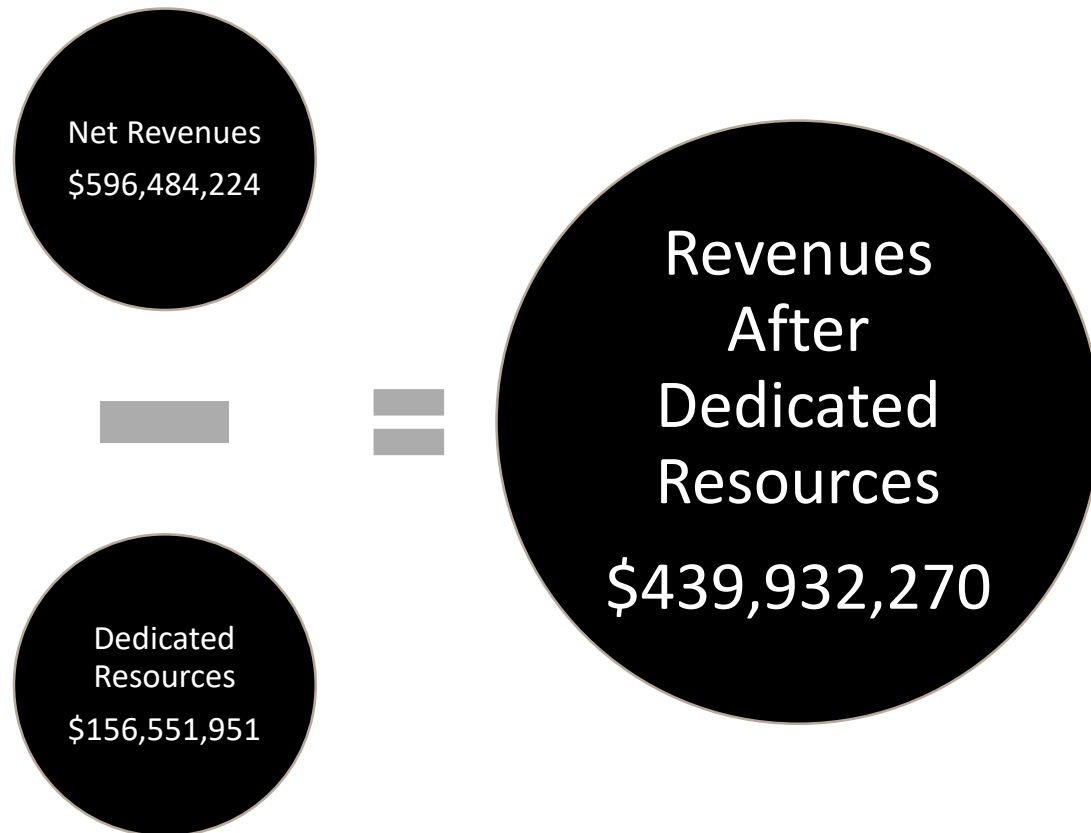 Net Revenues
$596,484,224
Dedicated
Resources
$156,551,951
Revenues
After
Dedicated
Resources
$439,932,270